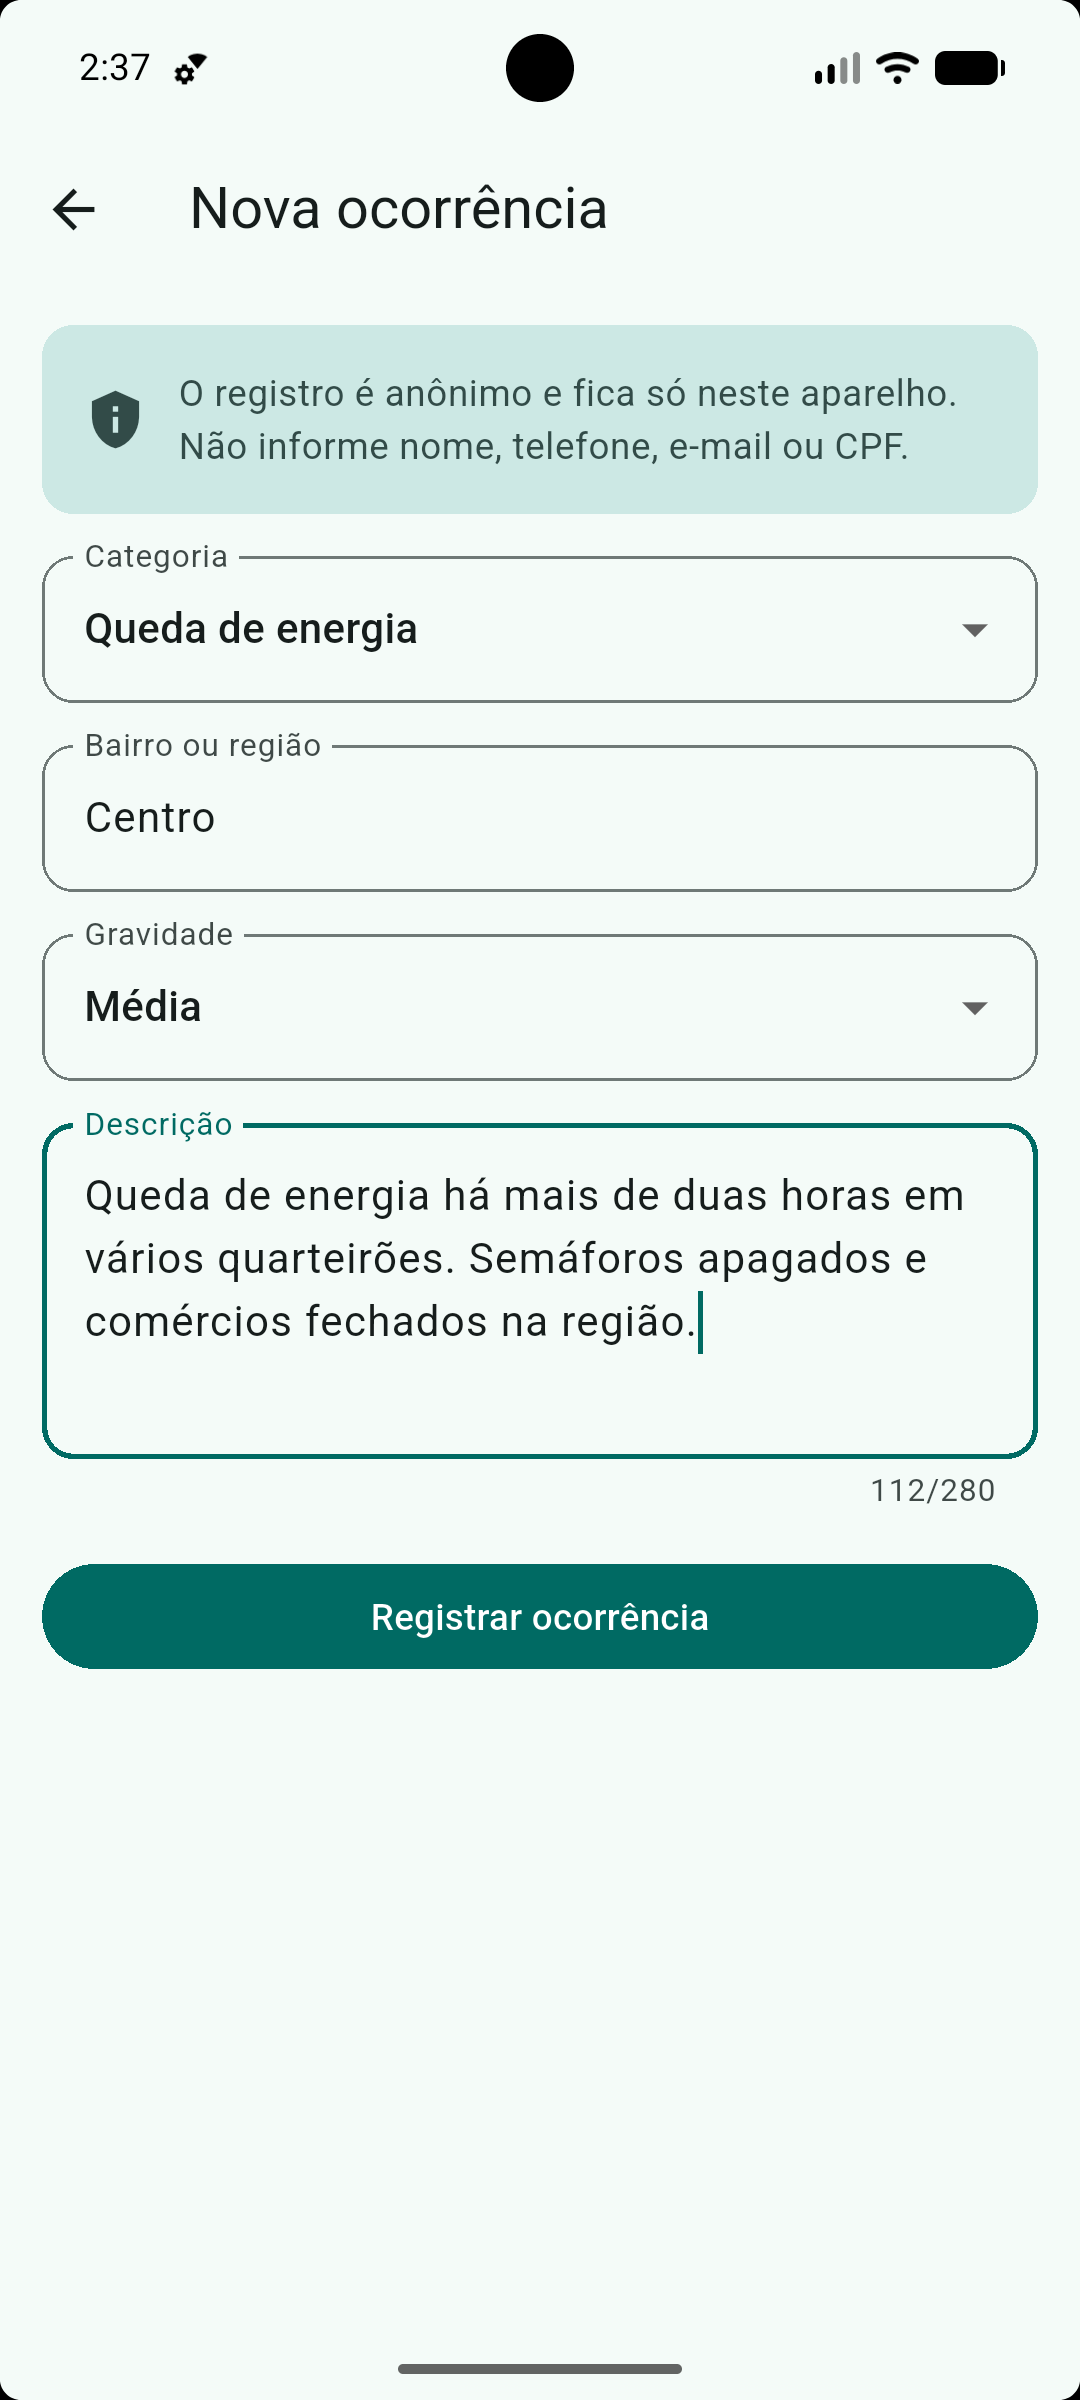 2:37
Nova ocorrência
O registro é anônimo e fica só neste aparelho.
Não informe nome, telefone, e-mail ou CPF.
Categoria
Queda de energia
Bairro ou região
Centro
Gravidade
Média
Descrição
Queda de energia há mais de duas horas em
vários quarteirões. Semáforos apagados e
comércios fechados na região.
112/280
Registrar ocorrência